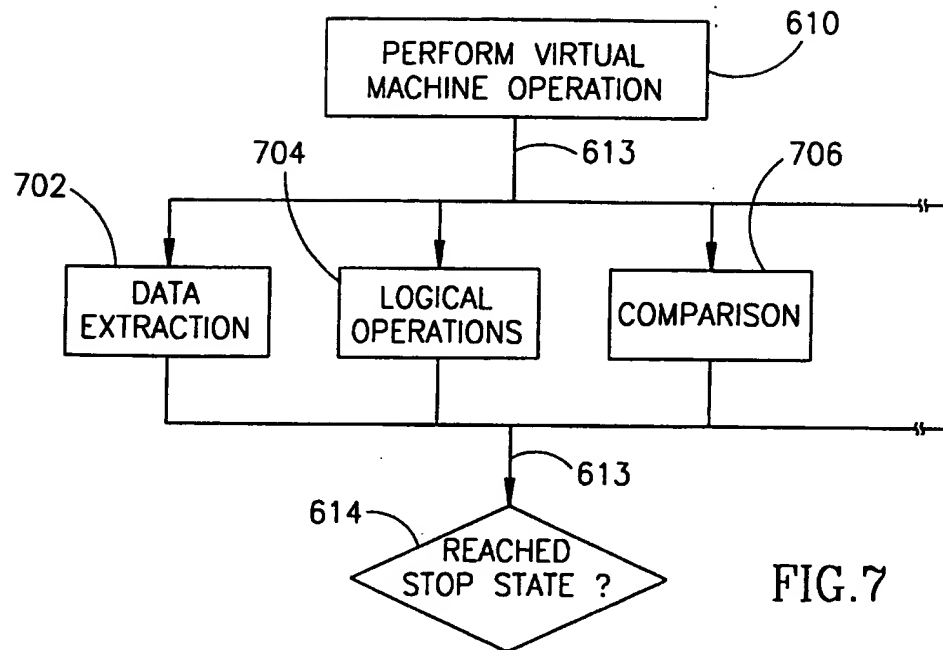 610
PERFORM VIRTUAL
MACHINE OPERATION
613
704
706
702
DATA
EXTRACTION
LOGICAL
OPERATIONS
COMPARISON
613
614
REACHED
STOP STATE ?
FIG.7